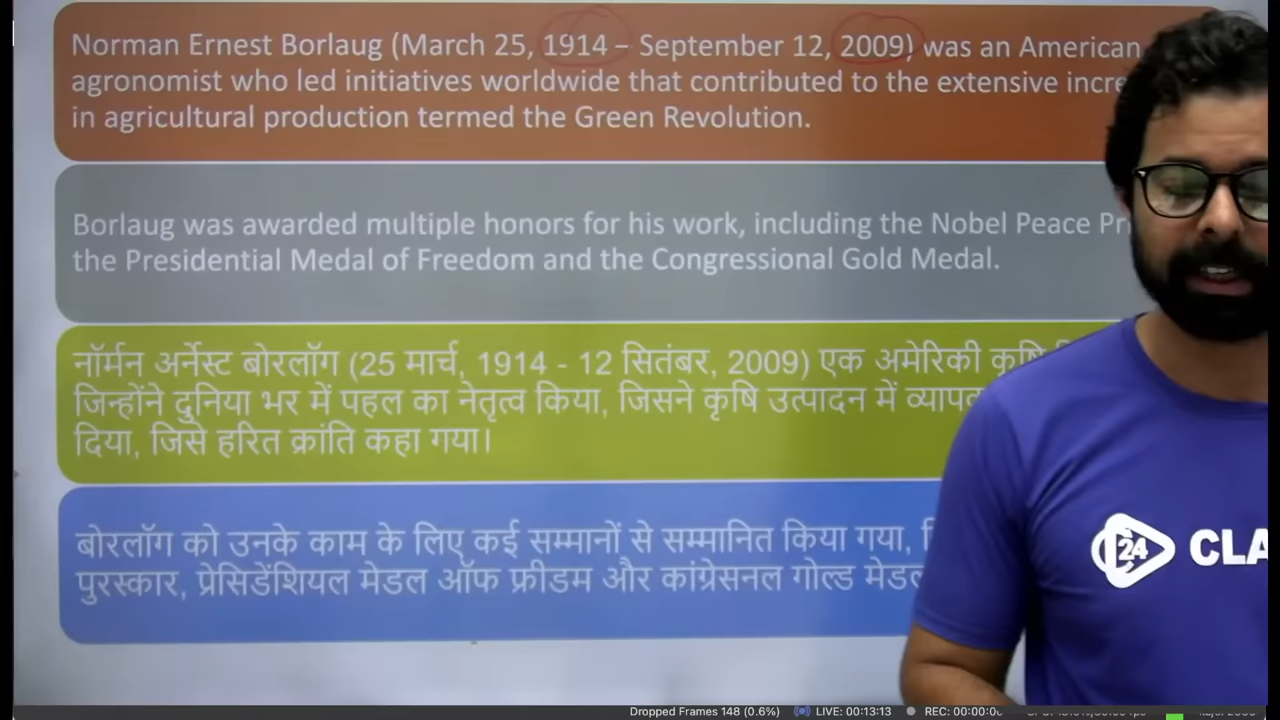 Norman Ernest Borlaug (March 25, 1914 – September 12, 2009) was an American
agronomist who led initiatives worldwide that contributed to the extensive
in agricultural production termed the Green Revolution.
Borlaug was awarded multiple honors for his work, including the Nobel Peace
the Presidential Medal of Freedom and the Congressional Gold Medal.
नॉर्मन अर्नेस्ट बोरलॉग (25 मार्च, 1914 - 12 सितंबर, 2009) एक अमेरिकी
जिन्होंने दुनिया भर में पहल का नेतृत्व किया, जिसने कृषि उत्पादन में
दिया, जिसे हरित क्रांति कहा गया।
बोरलॉग को उनके काम के लिए कई सम्मानों से सम्मानित किया गया,
पुरस्कार, प्रेसिडेंशियल मेडल ऑफ फ्रीडम और कांग्रेसनल गोल्ड मेडल
24 CLA
Dropped Frames 148 (0.6%) LIVE: 00:13:13 REC: